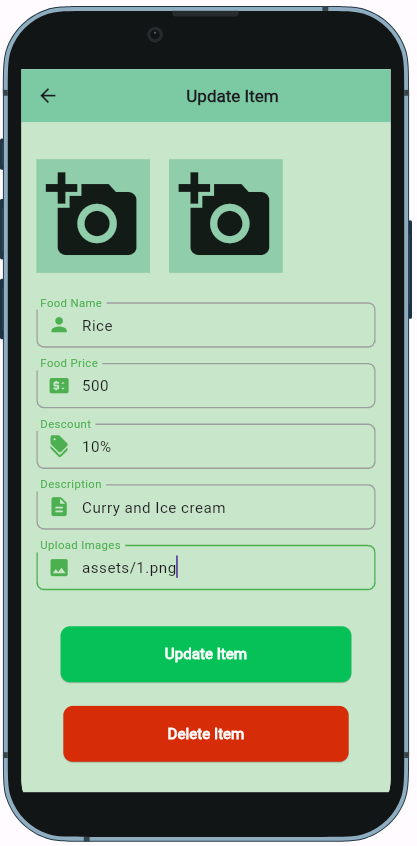 Update Item
Food Name
Rice
Food Price
500
Descount
10%
Description
Curry and Ice cream
Upload Images
assets/1.png
Update Item
Delete Item